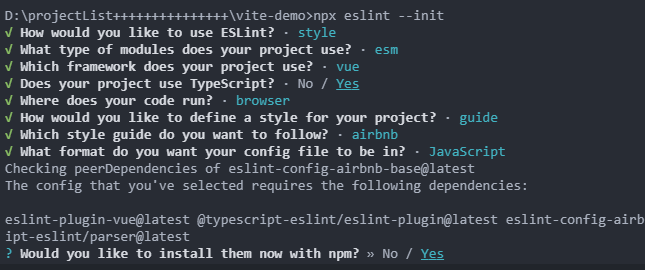 D:\projectList+++++++++++++++\vite-demo>npx eslint --init
√ How would you like to use ESLint? · style
√ What type of modules does your project use? · esm
√ Which framework does your project use? · vue
√ Does your project use TypeScript? · No / Yes
√ Where does your code run? · browser
√ How would you like to define a style for your project? · guide
√ Which style guide do you want to follow? · airbnb
√ What format do you want your config file to be in? · JavaScript
Checking peerDependencies of eslint-config-airbnb-base@latest
The config that you've selected requires the following dependencies:
eslint-plugin-vue@latest @typescript-eslint/eslint-plugin@latest eslint-config-airb
ipt-eslint/parser@latest
? Would you like to install them now with npm? » No / Yes